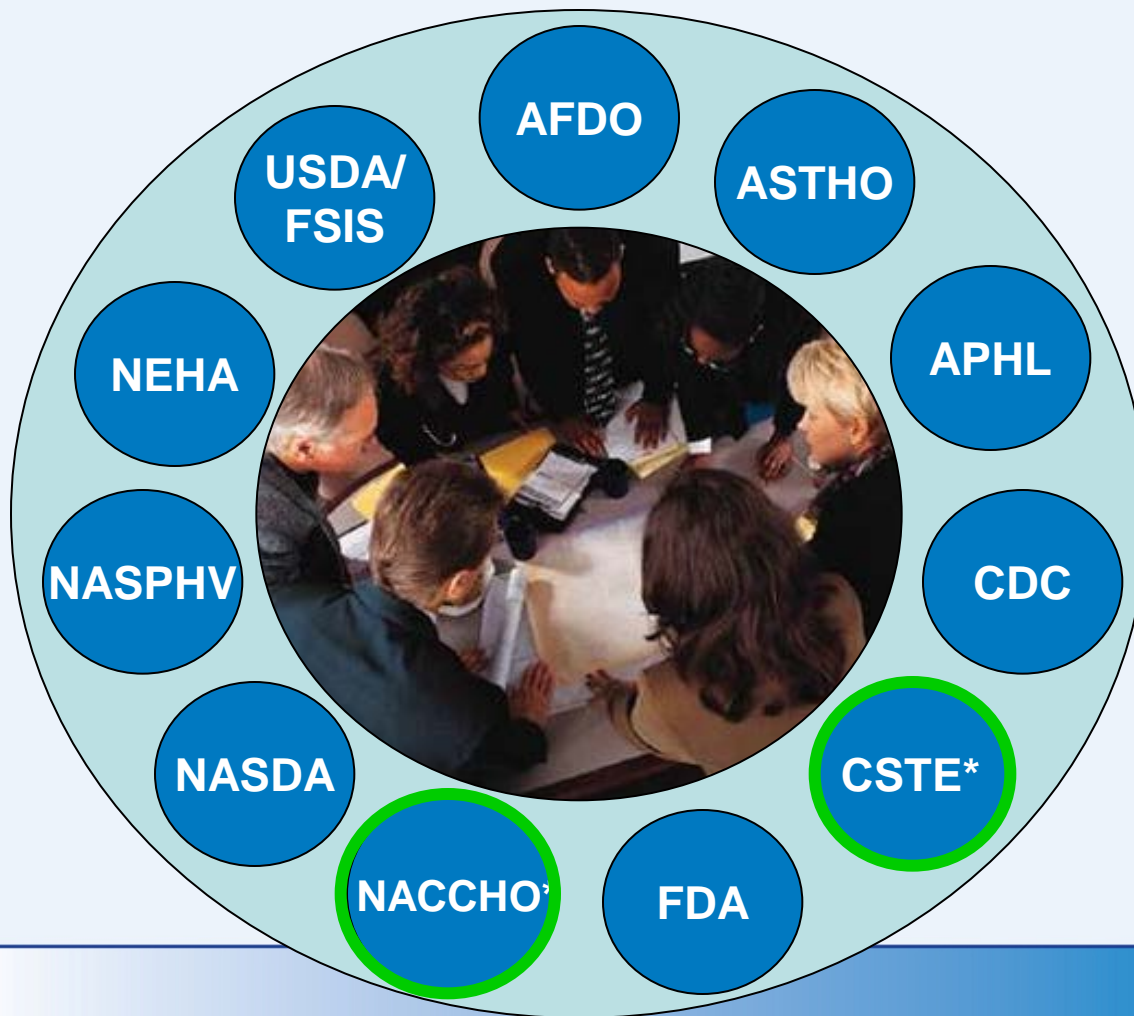 AFDO
USDA/
FSIS
ASTHO
NEHA
APHL
NASPHV
CDC
NASDA
CSTE*
NACCHO*
FDA